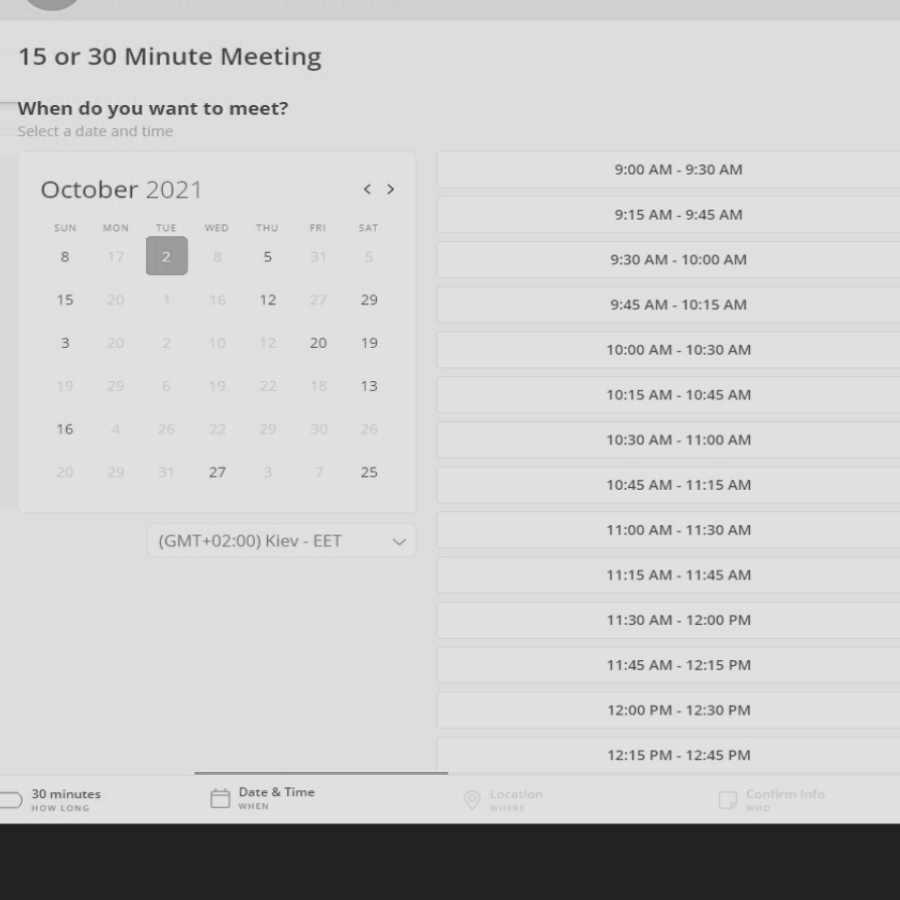 15 or 30 Minute Meeting
When do you want to meet?
Select a date and time
October 2021
SUN MON TUE WED THU FRI SAT
8 17 2 8 5 31 5
15 20 1 16 12 27 29
3 20 2 10 12 20 19
19 29 6 19 22 18 13
16 4 26 22 29 30 26
20 29 31 27 3 7 25
(GMT+02:00) Kiev - EET
9:00 AM - 9:30 AM
9:15 AM - 9:45 AM
9:30 AM - 10:00 AM
9:45 AM - 10:15 AM
10:00 AM - 10:30 AM
10:15 AM - 10:45 AM
10:30 AM - 11:00 AM
10:45 AM - 11:15 AM
11:00 AM - 11:30 AM
11:15 AM - 11:45 AM
11:30 AM - 12:00 PM
11:45 AM - 12:15 PM
12:00 PM - 12:30 PM
12:15 PM - 12:45 PM
30 minutes
HOW LONG
Date & Time
WHEN
Location
WHERE
Confirm Info
WHO